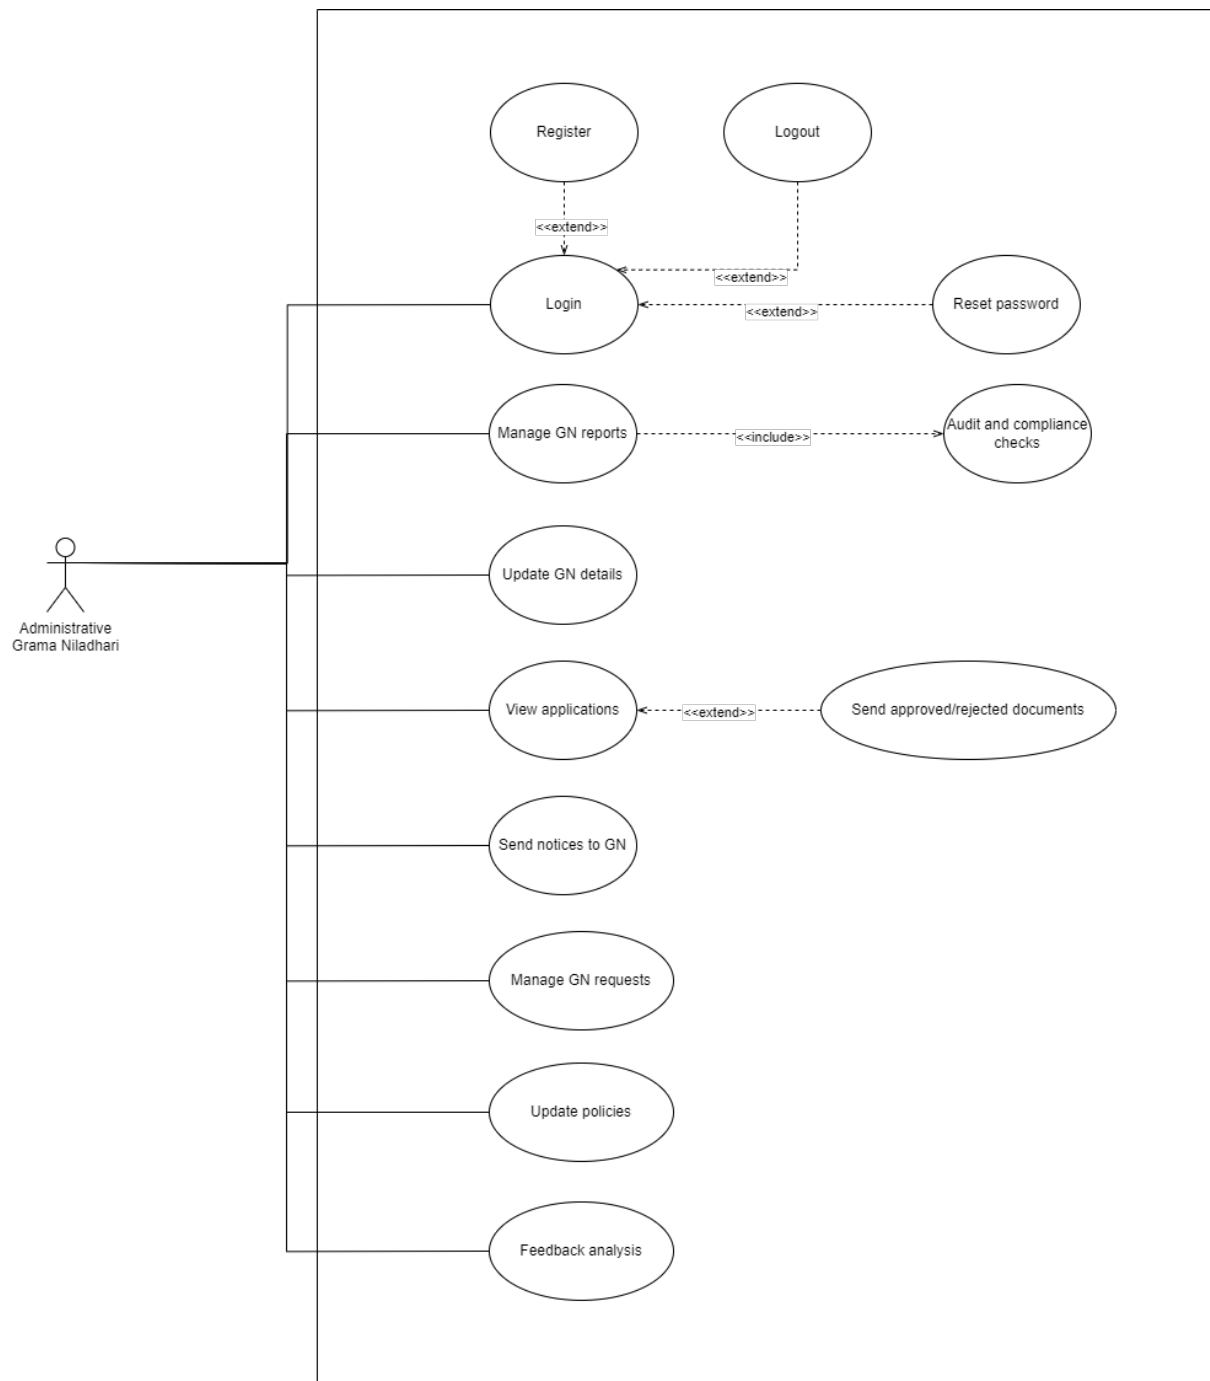 Register
Logout
<<extend>>
<<extend>>
Login
<<extend>>
Reset password
Manage GN reports
<<include>>
Audit and compliance
checks
Update GN details
Administrative
Grama Niladhari
View applications
<<extend>>
Send approved/rejected documents
Send notices to GN
Manage GN requests
Update policies
Feedback analysis